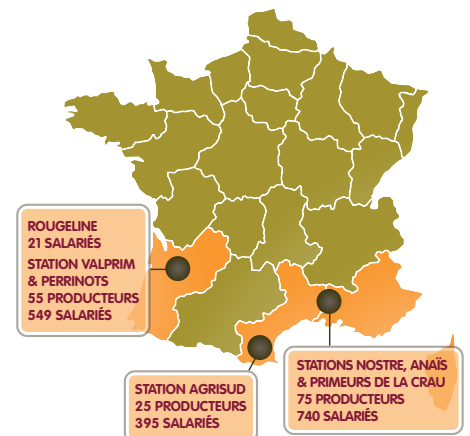 ROUGELINE
21 SALARIÉS
STATION VALPRIM
& PERRINOTS
55 PRODUCTEURS
549 SALARIÉS
STATION AGRISUD
25 PRODUCTEURS
395 SALARIÉS
STATIONS NOSTRE, ANAÏS
& PRIMEURS DE LA CRAU
75 PRODUCTEURS
740 SALARIÉS